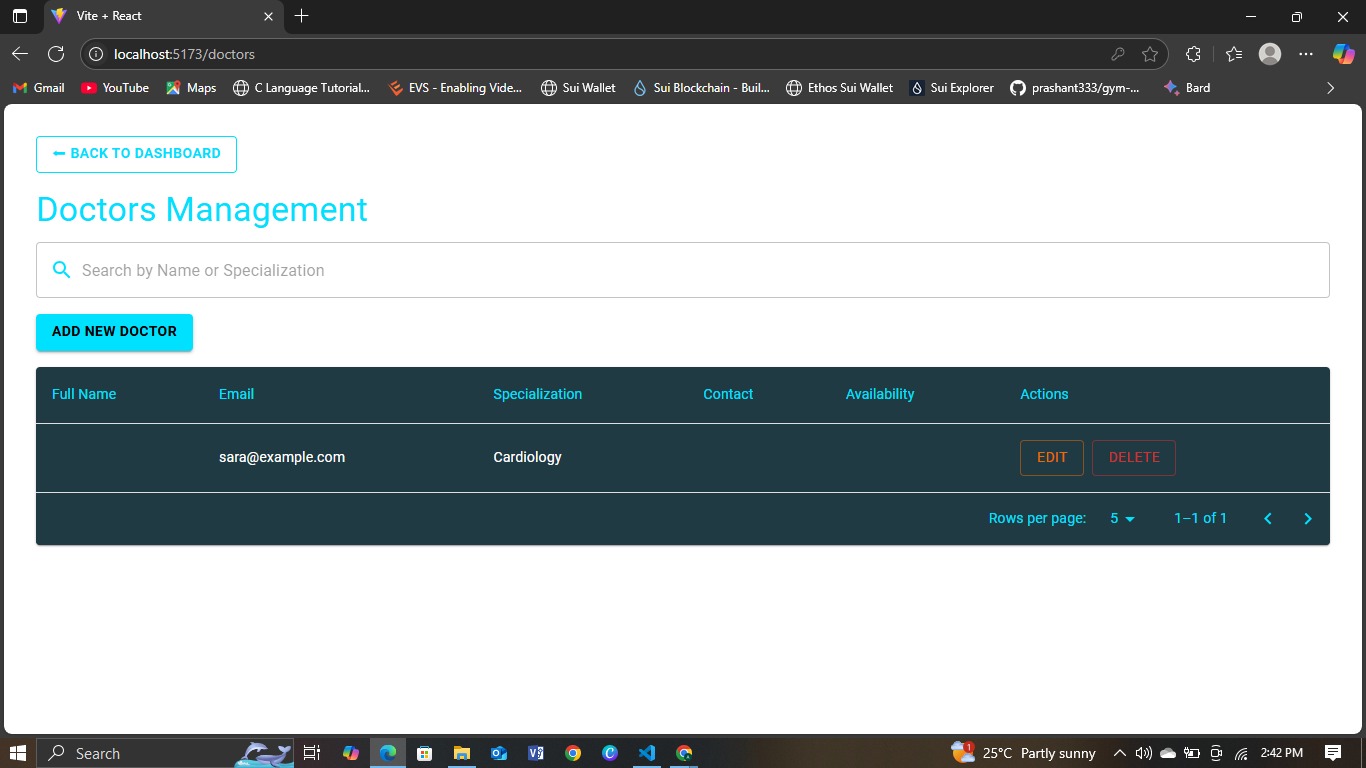 Vite + React
localhost:5173/doctors
Gmail YouTube Maps C Language Tutorial... EVS - Enabling Vide... Sui Wallet Sui Blockchain - Buil... Ethos Sui Wallet Sui Explorer prashant333/gym-... Bard
BACK TO DASHBOARD
Doctors Management
Search by Name or Specialization
ADD NEW DOCTOR
Full Name Email Specialization Contact Availability Actions
sara@example.com Cardiology EDIT DELETE
Rows per page: 5 1–1 of 1
Search 1 25°C Partly sunny 2:42 PM